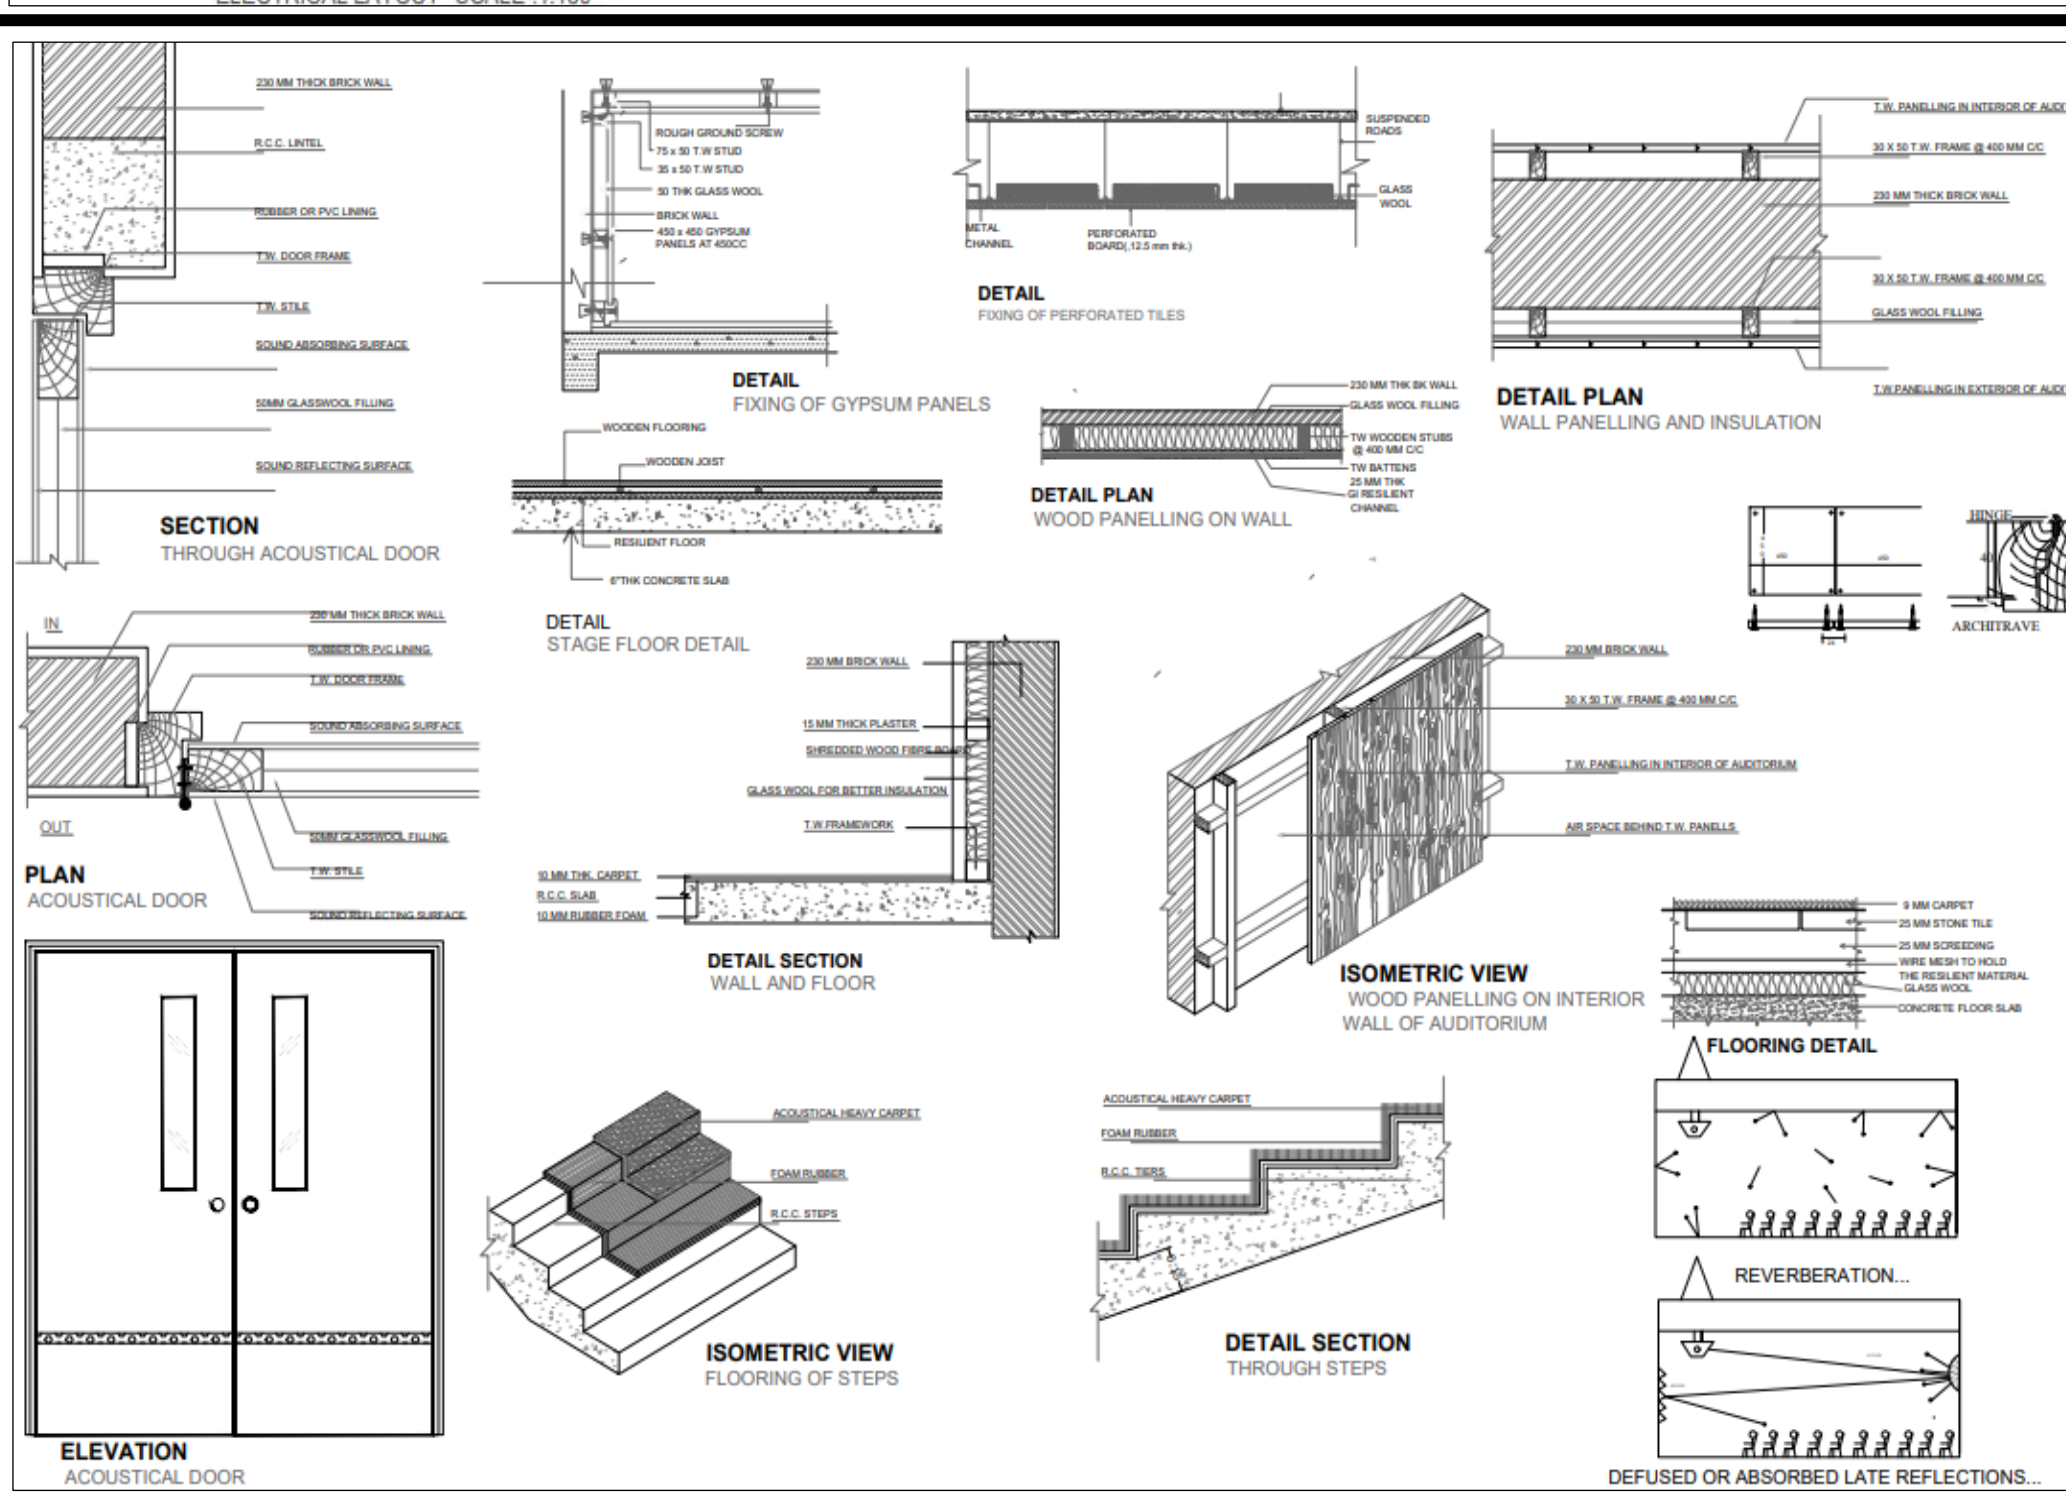 230 MM THICK BRICK WALL
R.C.C. LINTEL
RUBBER OR PVC LINING
T.W. DOOR FRAME
T.W. STILE
SOUND ABSORBING SURFACE
50MM GLASSWOOL FILLING
SOUND REFLECTING SURFACE
SECTION
THROUGH ACOUSTICAL DOOR
ROUGH GROUND SCREW
75 x 50 T.W STUD
35 x 50 T.W STUD
50 THK GLASS WOOL
BRICK WALL
450 x 450 GYPSUM
PANELS AT 450CC
DETAIL
FIXING OF GYPSUM PANELS
SUSPENDED
ROADS
GLASS
WOOL
METAL
CHANNEL
PERFORATED
BOARD(,12.5 mm thk.)
DETAIL
FIXING OF PERFORATED TILES
T.W. PANELLING IN INTERIOR OF AUDI
30 X 50 T.W. FRAME @ 400 MM C/C
230 MM THICK BRICK WALL
30 X 50 T.W. FRAME @ 400 MM C/C
GLASS WOOL FILLING
T.W.PANELLING IN EXTERIOR OF AUDI
DETAIL PLAN
WALL PANELLING AND INSULATION
WOODEN FLOORING
WOODEN JOIST
RESILIENT FLOOR
6"THK CONCRETE SLAB
DETAIL
STAGE FLOOR DETAIL
230 MM THK BK WALL
GLASS WOOL FILLING
TW WOODEN STUBS
@ 400 MM C/C
TW BATTENS
25 MM THK
GI RESILIENT
CHANNEL
DETAIL PLAN
WOOD PANELLING ON WALL
HINGE
40
ARCHITRAVE
IN
230 MM THICK BRICK WALL
RUBBER OR PVC LINING
T.W. DOOR FRAME
SOUND ABSORBING SURFACE
OUT
50MM GLASSWOOL FILLING
T.W. STILE
SOUND REFLECTING SURFACE
PLAN
ACOUSTICAL DOOR
230 MM BRICK WALL
15 MM THICK PLASTER
SHREDDED WOOD FIBRE BOARD
GLASS WOOL FOR BETTER INSULATION
T.W.FRAMEWORK
10 MM THK. CARPET
R.C.C. SLAB
10 MM RUBBER FOAM
DETAIL SECTION
WALL AND FLOOR
230 MM BRICK WALL
30 X 50 T.W. FRAME @ 400 MM C/C
T.W. PANELLING IN INTERIOR OF AUDITORIUM
AIR SPACE BEHIND T.W. PANELLS
ISOMETRIC VIEW
WOOD PANELLING ON INTERIOR
WALL OF AUDITORIUM
9 MM CARPET
25 MM STONE TILE
25 MM SCREEDING
WIRE MESH TO HOLD
THE RESILIENT MATERIAL
GLASS WOOL
CONCRETE FLOOR SLAB
FLOORING DETAIL
ELEVATION
ACOUSTICAL DOOR
ACOUSTICAL HEAVY CARPET
FOAM RUBBER
R.C.C. STEPS
ISOMETRIC VIEW
FLOORING OF STEPS
ACOUSTICAL HEAVY CARPET
FOAM RUBBER
R.C.C. TIERS
DETAIL SECTION
THROUGH STEPS
REVERBERATION...
DEFUSED OR ABSORBED LATE REFLECTIONS...